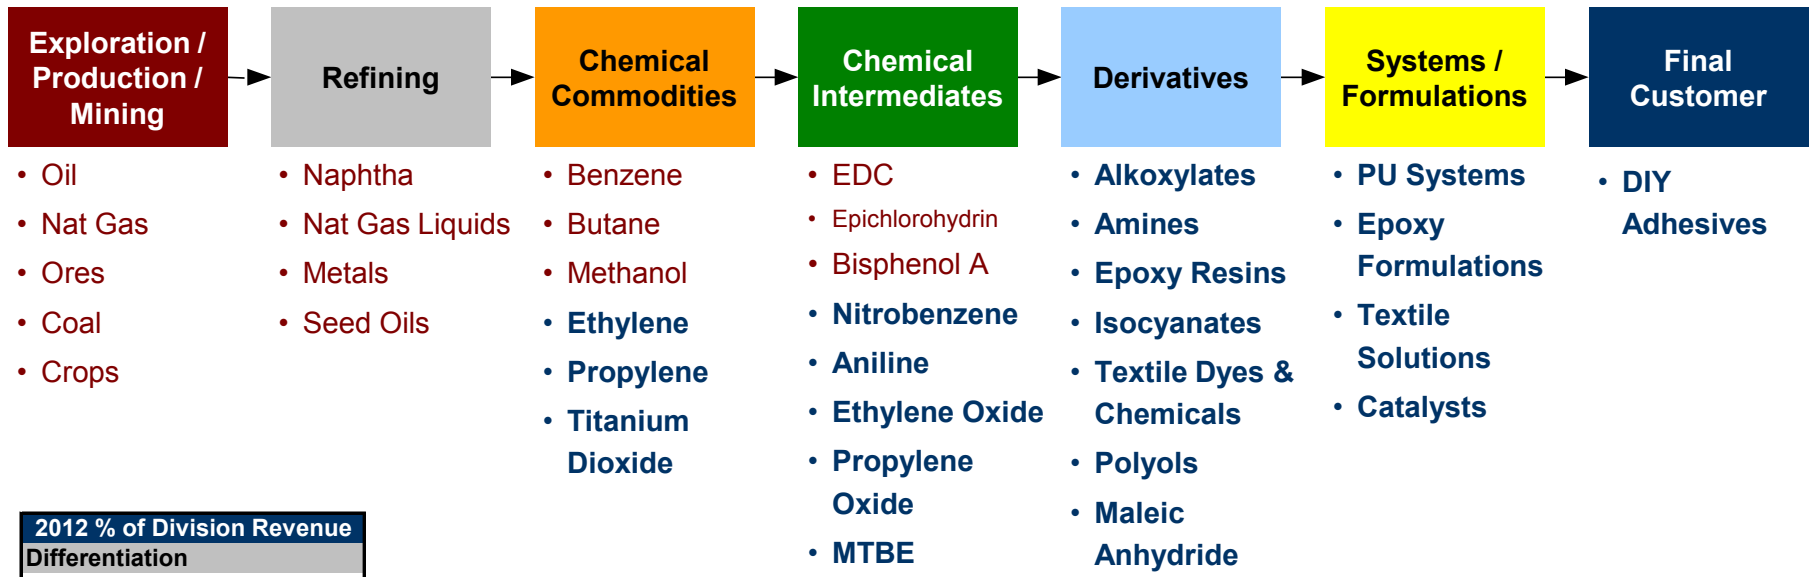 Exploration /
Production /
Mining
Refining
Chemical
Commodities
Chemical
Intermediates
Derivatives
Systems /
Formulations
Final
Customer
• Oil
• Nat Gas
• Ores
• Coal
• Crops
• Naphtha
• Nat Gas Liquids
• Metals
• Seed Oils
• Benzene
• Butane
• Methanol
• Ethylene
• Propylene
• Titanium
Dioxide
• EDC
• Epichlorohydrin
• Bisphenol A
• Nitrobenzene
• Aniline
• Ethylene Oxide
• Propylene
Oxide
• MTBE
• Alkoxylates
• Amines
• Epoxy Resins
• Isocyanates
• Textile Dyes &
Chemicals
• Polyols
• Maleic
Anhydride
• PU Systems
• Epoxy
Formulations
• Textile
Solutions
• Catalysts
• DIY
Adhesives
2012 % of Division Revenue
Differentiation